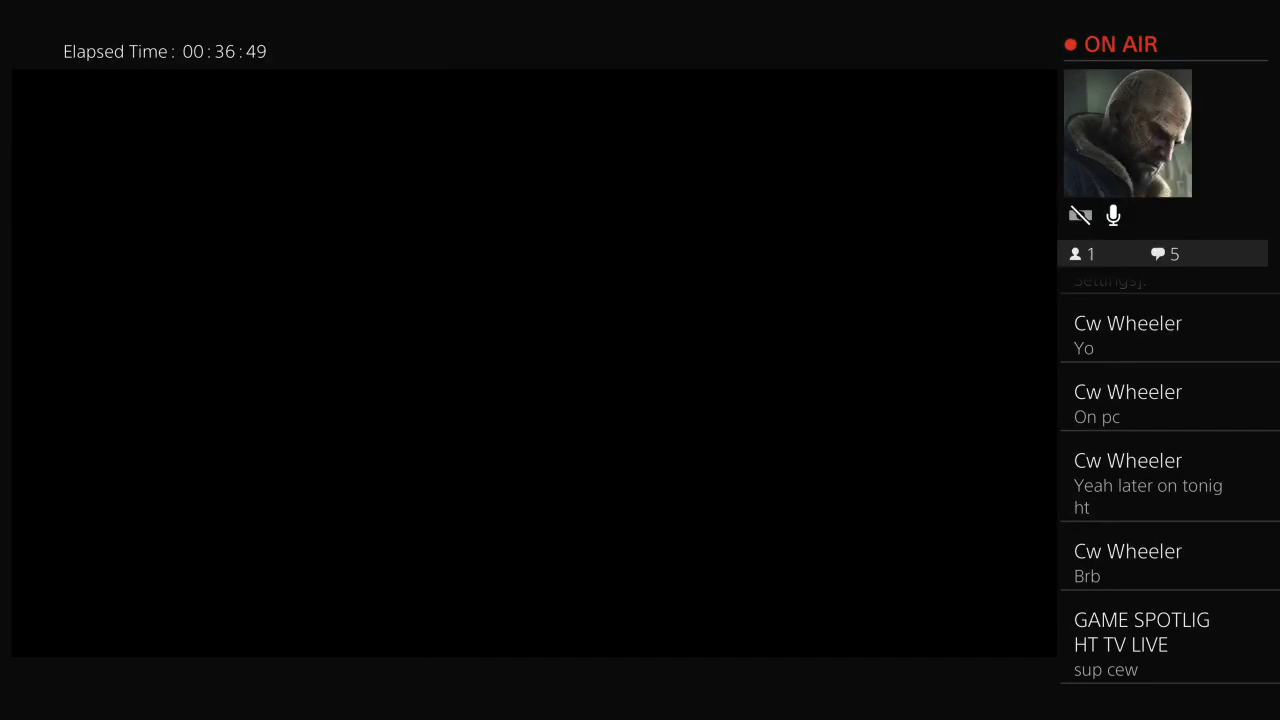 Elapsed Time: 00:36:49
ON AIR
1 5
Settings].
Cw Wheeler
Yo
Cw Wheeler
On pc
Cw Wheeler
Yeah later on tonig
ht
Cw Wheeler
Brb
GAME SPOTLIG
HT TV LIVE
sup cew